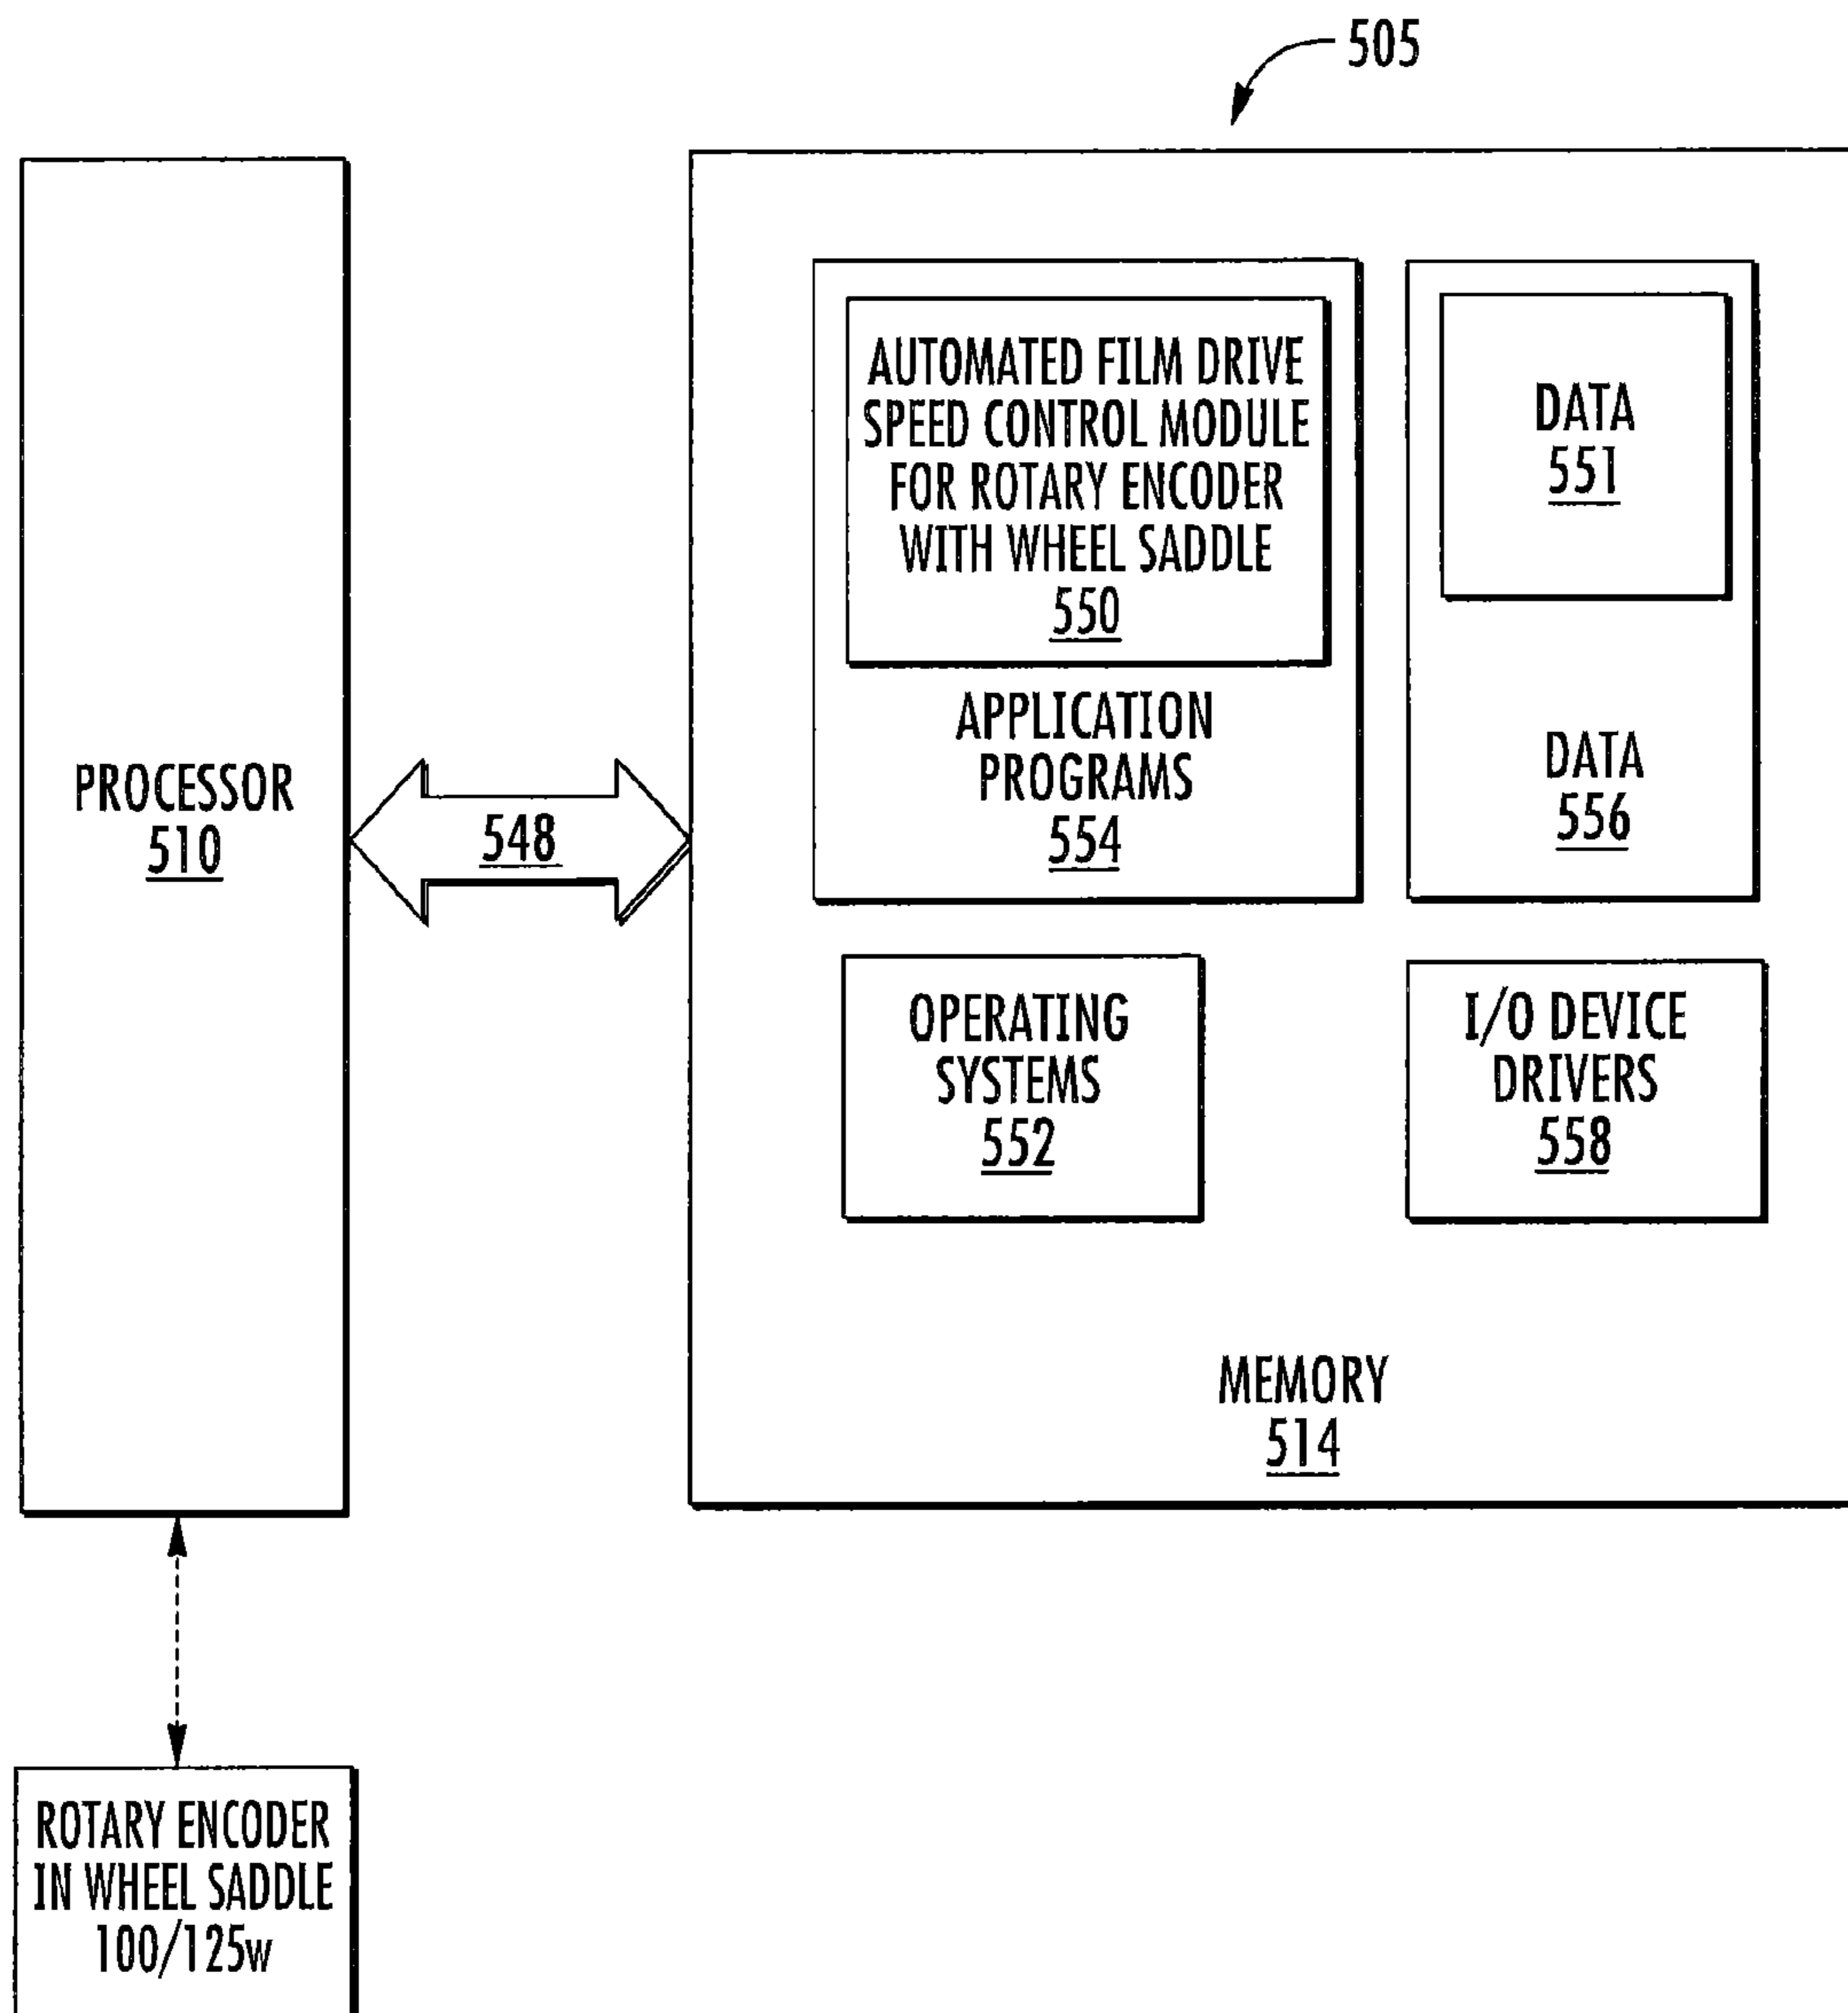 505
PROCESSOR
510
548
AUTOMATED FILM DRIVE
SPEED CONTROL MODULE
FOR ROTARY ENCODER
WITH WHEEL SADDLE
550
APPLICATION
PROGRAMS
554
DATA
551
DATA
556
OPERATING
SYSTEMS
552
I/O DEVICE
DRIVERS
558
MEMORY
514
ROTARY ENCODER
IN WHEEL SADDLE
100/125w